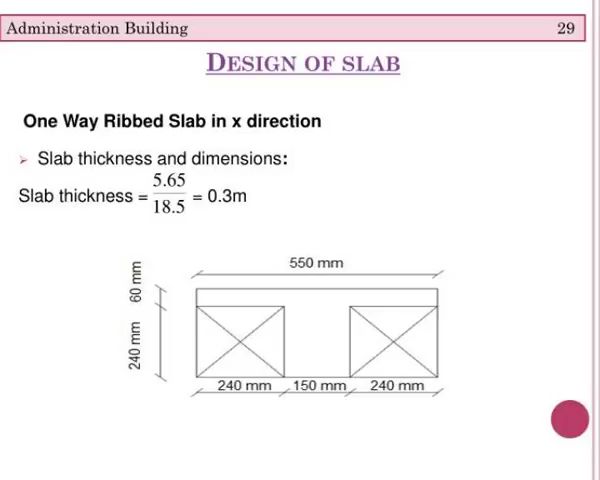 Administration Building 29
DESIGN OF SLAB
One Way Ribbed Slab in x direction
Slab thickness and dimensions:
Slab thickness = 5.65/18.5 = 0.3m
550 mm
60 mm
240 mm
240 mm 150 mm 240 mm